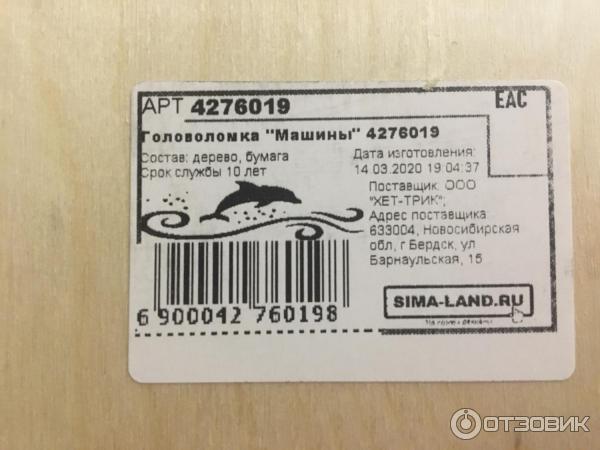 АРТ 4276019
ЕАС
Головоломка "Машины" 4276019
Состав: дерево, бумага
Срок службы 10 лет
Дата изготовления:
14.03.2020 19:04:37
Поставщик: ООО
"ХЕТ-ТРИК";
Адрес поставщика
633004, Новосибирская
обл, г Бердск, ул
Барнаульская, 15
6 900042 760198
SIMA-LAND.RU
ОТЗОВИК